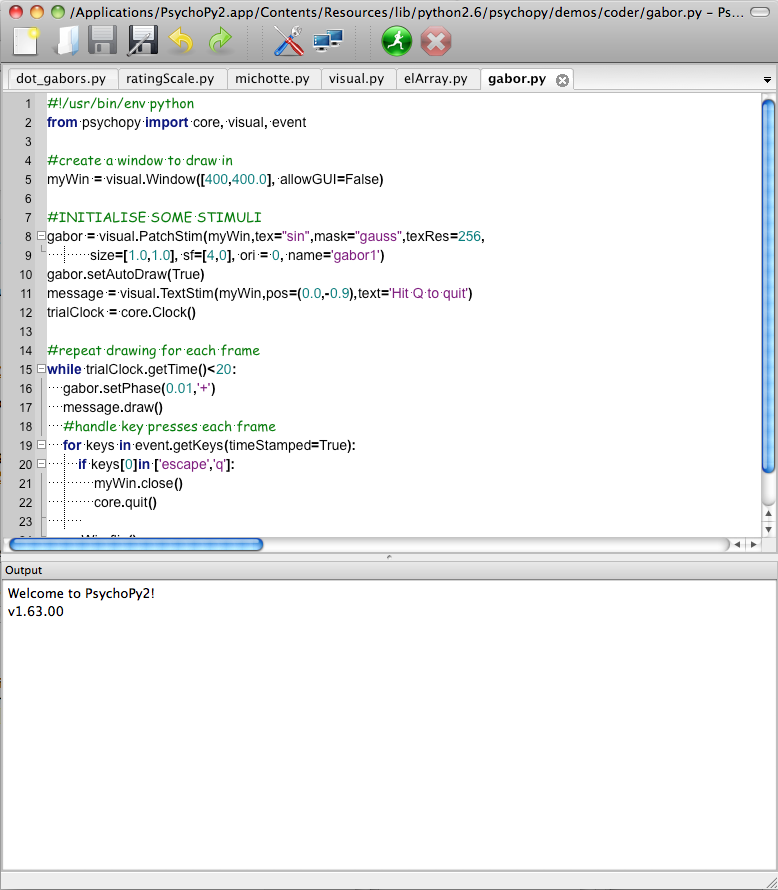 /Applications/PsychoPy2.app/Contents/Resources/lib/python2.6/psychopy/demos/coder/gabor.py – Ps...
dot_gabors.py ratingScale.py michotte.py visual.py elArray.py gabor.py
1 #!/usr/bin/env python
2 from psychopy import core, visual, event
3
4 #create a window to draw in
5 myWin = visual.Window([400,400.0], allowGUI=False)
6
7 #INITIALISE SOME STIMULI
8 gabor = visual.PatchStim(myWin,tex="sin",mask="gauss",texRes=256,
9 size=[1.0,1.0], sf=[4,0], ori = 0, name='gabor1')
10 gabor.setAutoDraw(True)
11 message = visual.TextStim(myWin,pos=(0.0,-0.9),text='Hit Q to quit')
12 trialClock = core.Clock()
13
14 #repeat drawing for each frame
15 while trialClock.getTime()<20:
16 gabor.setPhase(0.01,'+')
17 message.draw()
18 #handle key presses each frame
19 for keys in event.getKeys(timeStamped=True):
20 if keys[0]in ['escape','q']:
21 myWin.close()
22 core.quit()
23
Output
Welcome to PsychoPy2!
v1.63.00